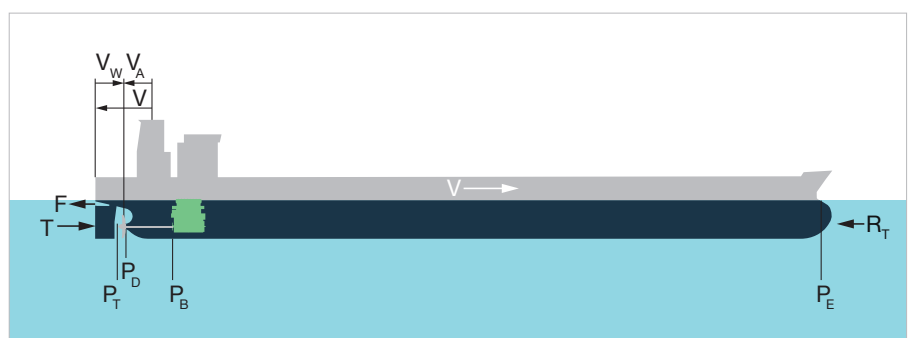 V_W V_A
V
V
F
T
R_T
P_D
P_T P_B P_E